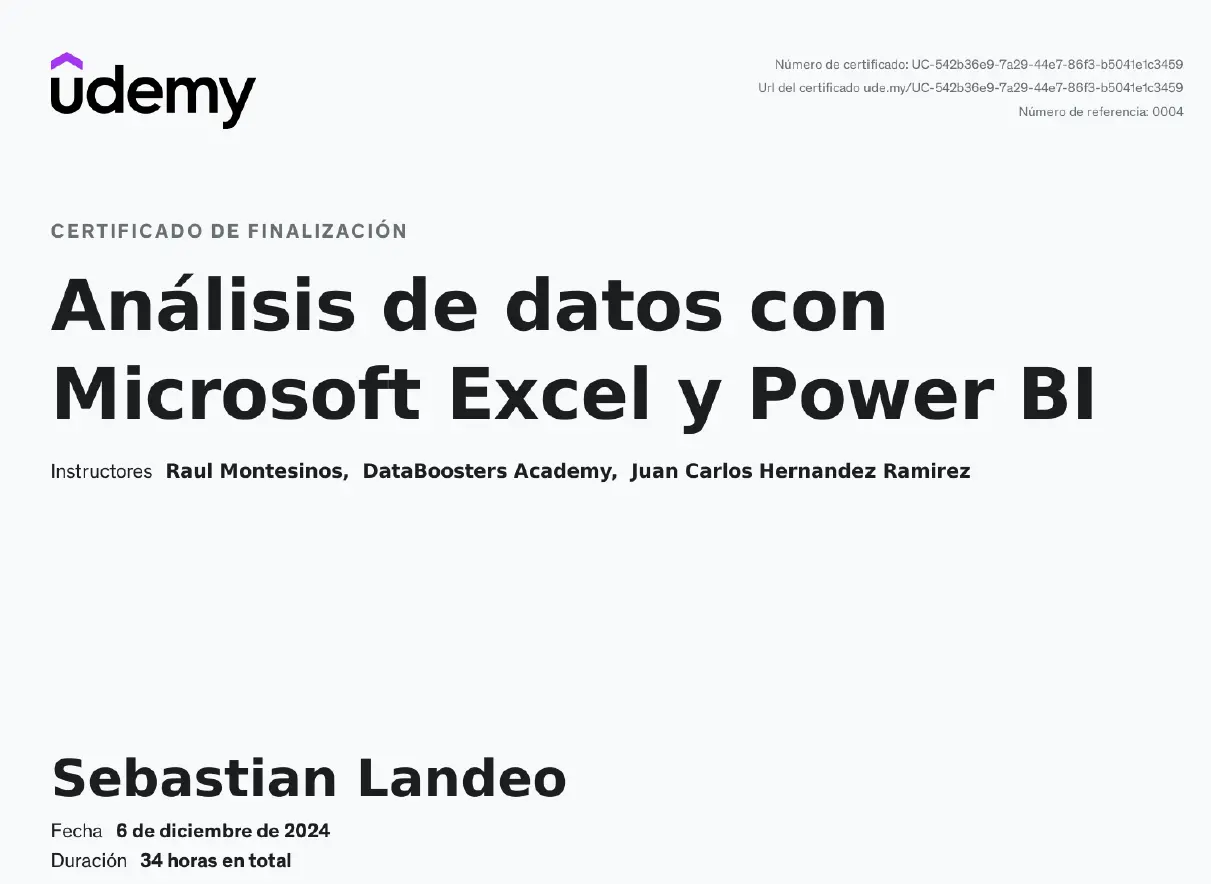 udemy
Número de certificado: UC-542b36e9-7a29-44e7-86f3-b5041e1c3459
Url del certificado ude.my/UC-542b36e9-7a29-44e7-86f3-b5041e1c3459
Número de referencia: 0004
CERTIFICADO DE FINALIZACIÓN
Análisis de datos con
Microsoft Excel y Power BI
Instructores Raul Montesinos, DataBoosters Academy, Juan Carlos Hernandez Ramirez
Sebastian Landeo
Fecha 6 de diciembre de 2024
Duración 34 horas en total